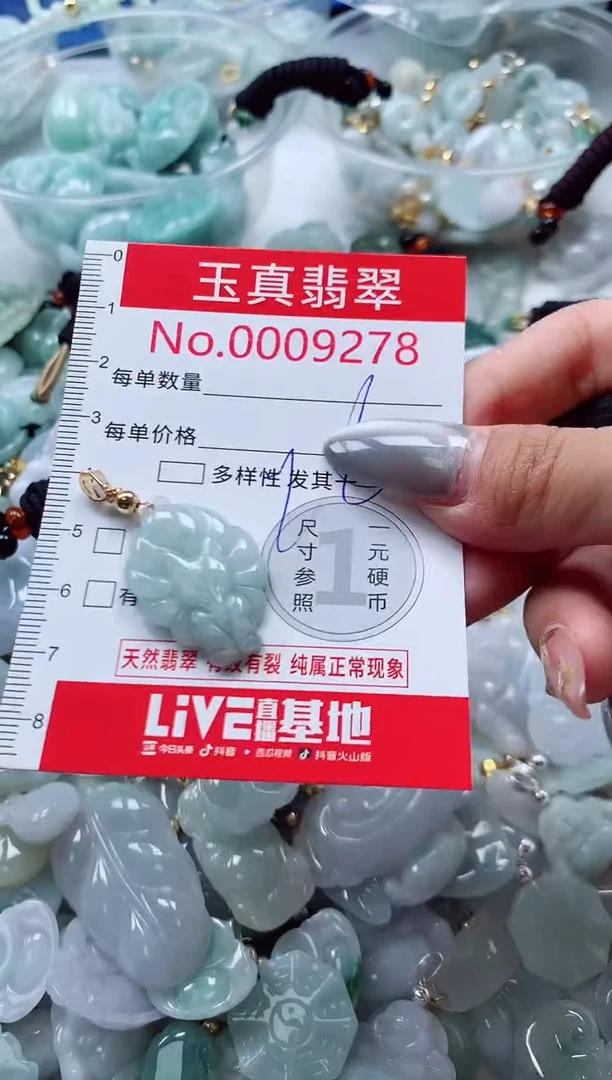 0
玉真翡翠
1
No.0009278
2
每单数量
3
每单价格
多样性 发其一
5
尺寸参照
1
一元硬币
6
有
天然翡翠 有纹有裂 纯属正常现象
7
LiVE直播基地
8
今日头条 抖音 西瓜视频 抖音火山版